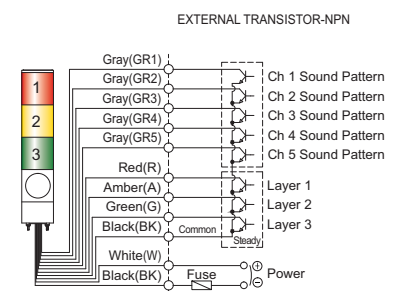 EXTERNAL TRANSISTOR-NPN
Gray(GR1)
Gray(GR2) Ch 1 Sound Pattern
Gray(GR3) Ch 2 Sound Pattern
Gray(GR4) Ch 3 Sound Pattern
Gray(GR5) Ch 4 Sound Pattern
Ch 5 Sound Pattern
1
2
3
Red(R)
Amber(A) Layer 1
Green(G) Layer 2
Black(BK) Common Layer 3
Steady
White(W)
Black(BK) Fuse Power